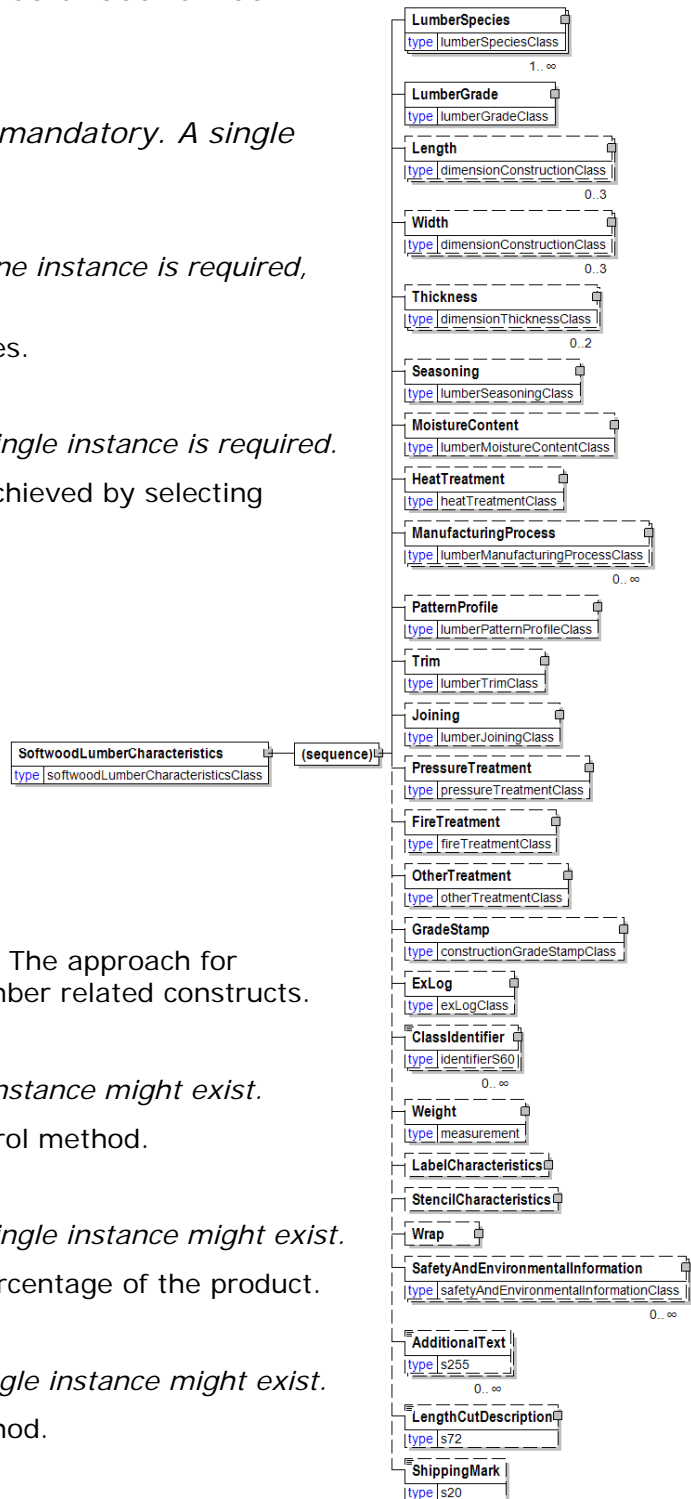 mandatory. A single
ne instance is required,
es.
ingle instance is required.
chieved by selecting
The approach for
nber related constructs.
nstance might exist.
rol method.
ingle instance might exist.
rcentage of the product.
gle instance might exist.
nod.
SoftwoodLumberCharacteristics
type softwoodLumberCharacteristicsClass
(sequence)
LumberSpecies
type lumberSpeciesClass
1..∞
LumberGrade
type lumberGradeClass
Length
type dimensionConstructionClass
0..3
Width
type dimensionConstructionClass
0..3
Thickness
type dimensionThicknessClass
0..2
Seasoning
type lumberSeasoningClass
MoistureContent
type lumberMoistureContentClass
HeatTreatment
type heatTreatmentClass
ManufacturingProcess
type lumberManufacturingProcessClass
0..∞
PatternProfile
type lumberPatternProfileClass
Trim
type lumberTrimClass
Joining
type lumberJoiningClass
PressureTreatment
type pressureTreatmentClass
FireTreatment
type fireTreatmentClass
OtherTreatment
type otherTreatmentClass
GradeStamp
type constructionGradeStampClass
ExLog
type exLogClass
ClassIdentifier
type identifierS60
0..∞
Weight
type measurement
LabelCharacteristics
StencilCharacteristics
Wrap
SafetyAndEnvironmentalInformation
type safetyAndEnvironmentalInformationClass
0..∞
AdditionalText
type s255
0..∞
LengthCutDescription
type s72
ShippingMark
type s20